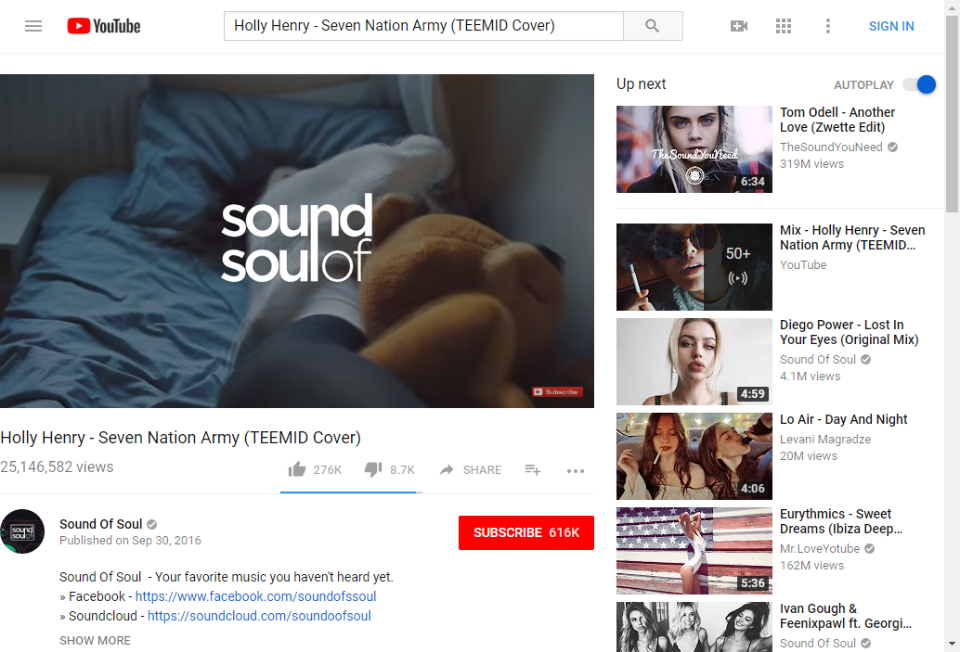 YouTube
Holly Henry - Seven Nation Army (TEEMID Cover)
SIGN IN
sound
soulof
Subscribe
Holly Henry - Seven Nation Army (TEEMID Cover)
25,146,582 views
276K
8.7K
SHARE
sound
soulof
Sound Of Soul
Published on Sep 30, 2016
SUBSCRIBE 616K
Sound Of Soul - Your favorite music you haven't heard yet.
» Facebook - https://www.facebook.com/soundofssoul
» Soundcloud - https://soundcloud.com/soundoofsoul
SHOW MORE
Up next
AUTOPLAY
TheSoundYouNeed
6:34
Tom Odell - Another
Love (Zwette Edit)
TheSoundYouNeed
319M views
50+
Mix - Holly Henry - Seven
Nation Army (TEEMID...
YouTube
4:59
Diego Power - Lost In
Your Eyes (Original Mix)
Sound Of Soul
4.1M views
4:06
Lo Air - Day And Night
Levani Magradze
20M views
5:36
Eurythmics - Sweet
Dreams (Ibiza Deep...
Mr.LoveYotube
162M views
Ivan Gough &
Feenixpawl ft. Georgi...
Sound Of Soul